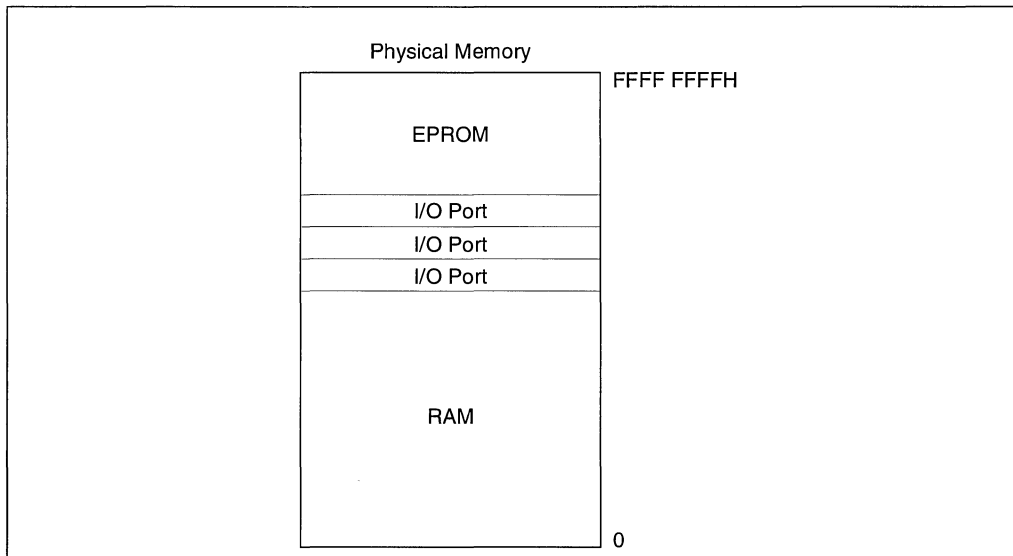 Physical Memory
FFFF FFFFH
EPROM
I/O Port
I/O Port
I/O Port
RAM
0